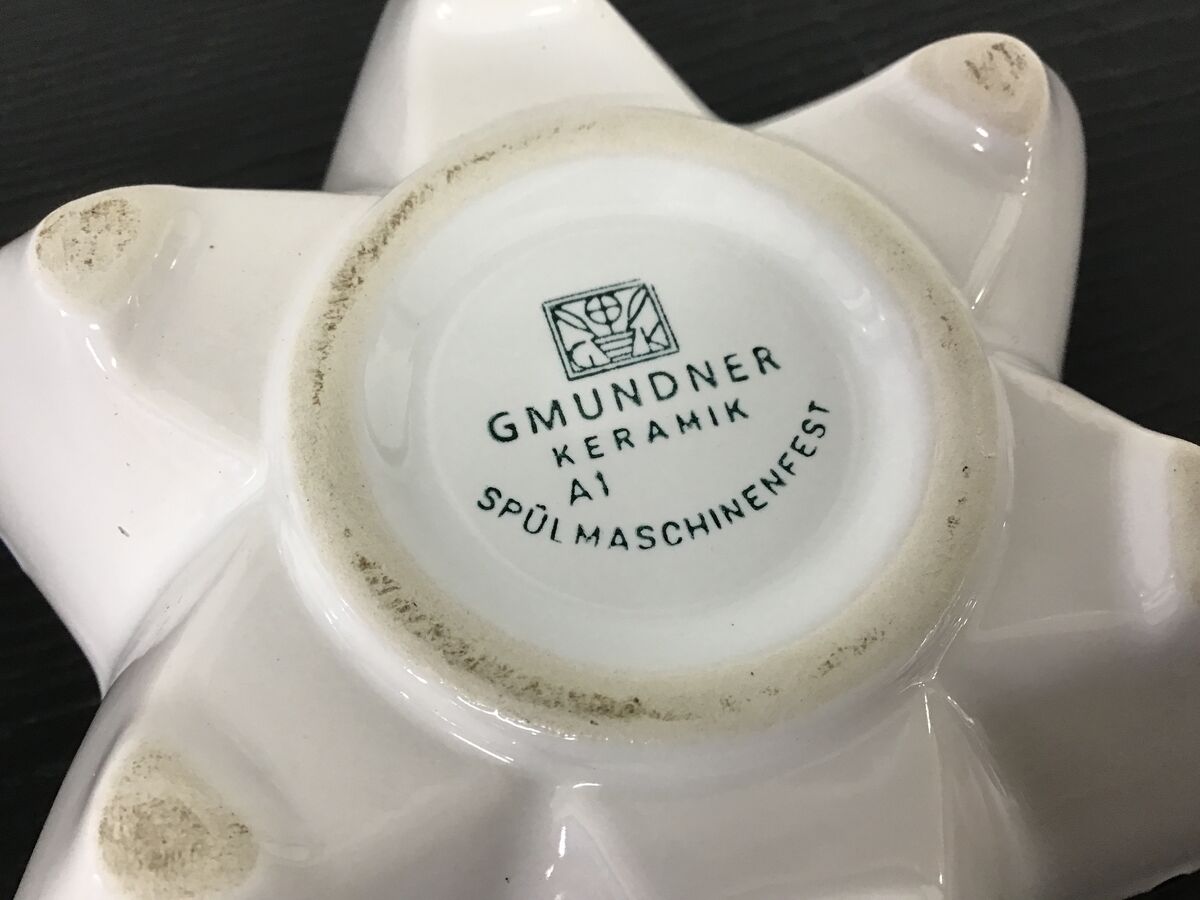 G K
GMUNDNER
KERAMIK
A1
SPÜLMASCHINENFEST